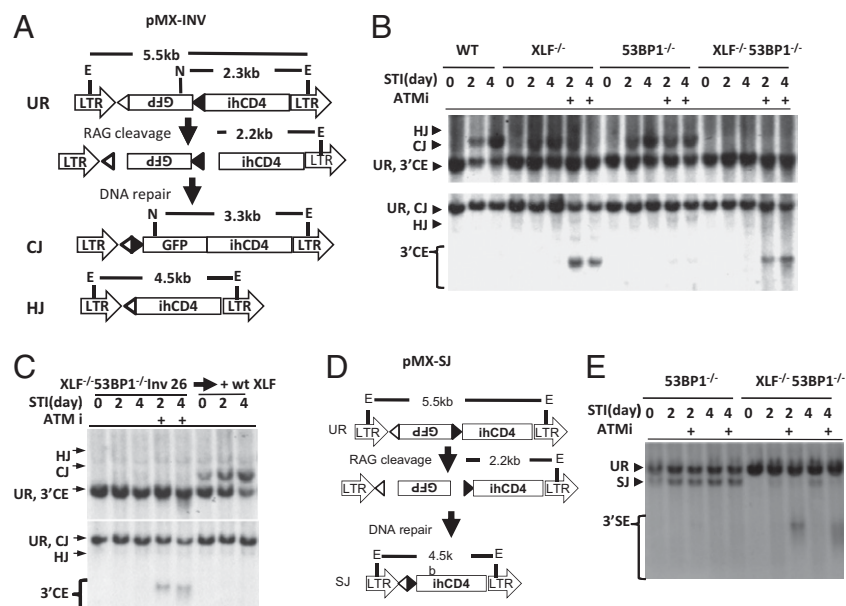 A
pMX-INV
5.5kb
E N 2.3kb E
UR LTR GFP ihCD4 LTR
RAG cleavage 2.2kb E
LTR GFP ihCD4 LTR
DNA repair
N 3.3kb E
CJ LTR GFP ihCD4 LTR
E 4.5kb E
HJ LTR ihCD4 LTR
B
WT XLF-/- 53BP1-/- XLF-/-53BP1-/-
STI(day) 0 2 4 0 2 4 2 4 0 2 4 2 4 0 2 4 2 4
ATMi + + + + + +
HJ
CJ
UR, 3'CE
UR, CJ
HJ
3'CE
C
XLF-/-53BP1-/-Inv 26 + wt XLF
STI(day) 0 2 4 2 4 0 2 4
ATM i + +
HJ
CJ
UR, 3'CE
UR, CJ
HJ
3'CE
D
pMX-SJ
E 5.5kb E
UR LTR GFP ihCD4 LTR
RAG cleavage 2.2kb E
LTR GFP ihCD4 LTR
DNA repair
E 4.5k E
b
SJ LTR ihCD4 LTR
E
53BP1-/- XLF-/-53BP1-/-
STI(day) 0 2 2 4 4 0 2 2 4 4
ATMi + + + +
UR
SJ
3'SE